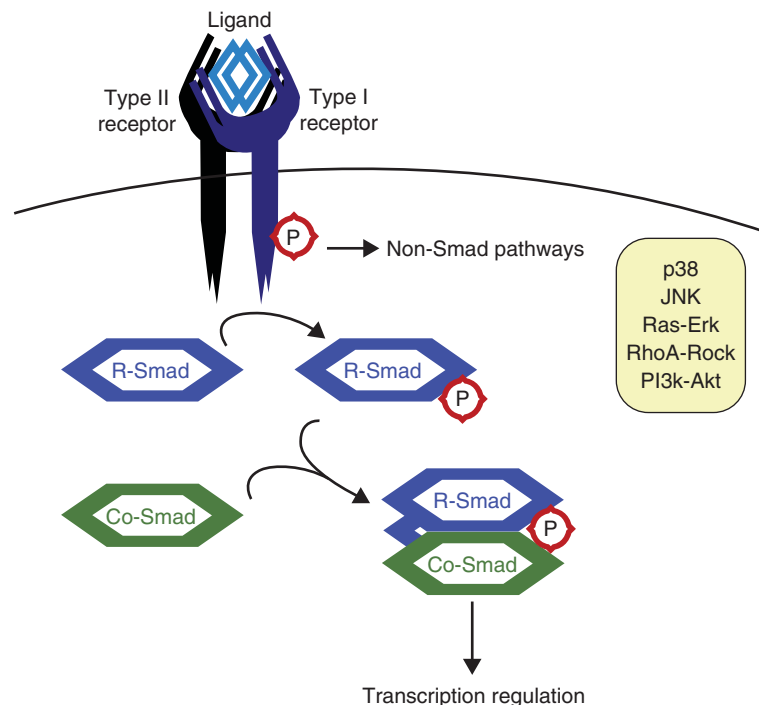 Ligand
Type II
receptor
Type I
receptor
P
Non-Smad pathways
p38
JNK
Ras-Erk
RhoA-Rock
PI3k-Akt
R-Smad
R-Smad
P
Co-Smad
R-Smad
P
Co-Smad
Transcription regulation